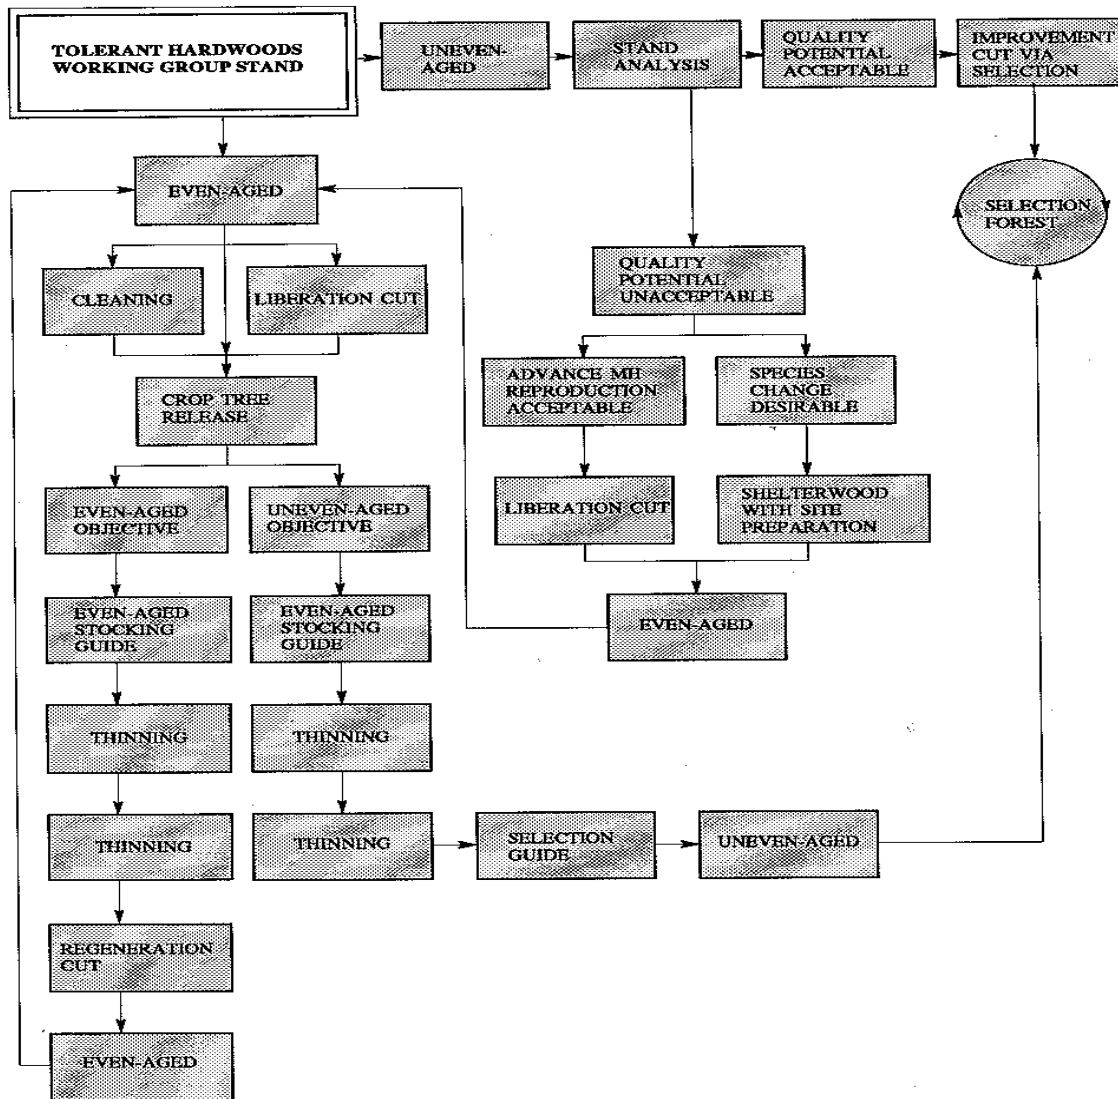 TOLERANT HARDWOODS
WORKING GROUP STAND
UNEVEN-
AGED
STAND
ANALYSIS
QUALITY
POTENTIAL
ACCEPTABLE
IMPROVEMENT
CUT VIA
SELECTION
EVEN-AGED
SELECTION
FOREST
CLEANING
LIBERATION CUT
QUALITY
POTENTIAL
UNACCEPTABLE
CROP TREE
RELEASE
ADVANCE MH
REPRODUCTION
ACCEPTABLE
SPECIES
CHANGE
DESIRABLE
EVEN-AGED
OBJECTIVE
UNEVEN-AGED
OBJECTIVE
LIBERATION CUT
SHELTERWOOD
WITH SITE
PREPARATION
EVEN-AGED
STOCKING
GUIDE
EVEN-AGED
STOCKING
GUIDE
EVEN-AGED
THINNING
THINNING
THINNING
THINNING
SELECTION
GUIDE
UNEVEN-AGED
REGENERATION
CUT
EVEN-AGED